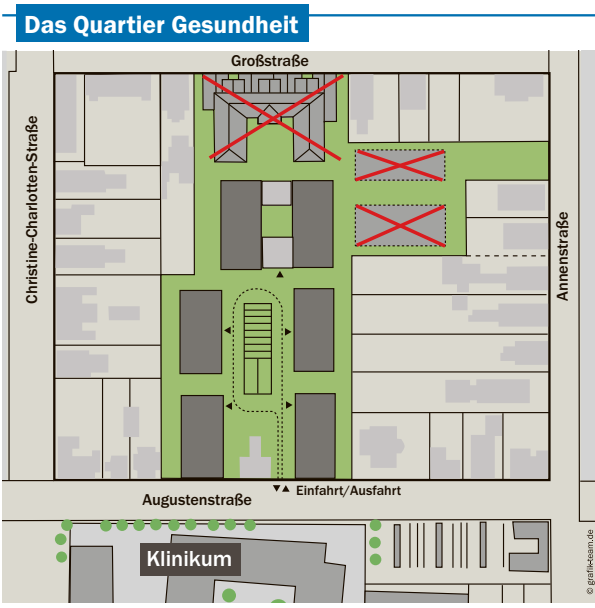 Das Quartier Gesundheit
Großstraße
Christine-Charlotten-Straße
Annenstraße
Augustenstraße
Einfahrt/Ausfahrt
Klinikum
© grafik-team.de